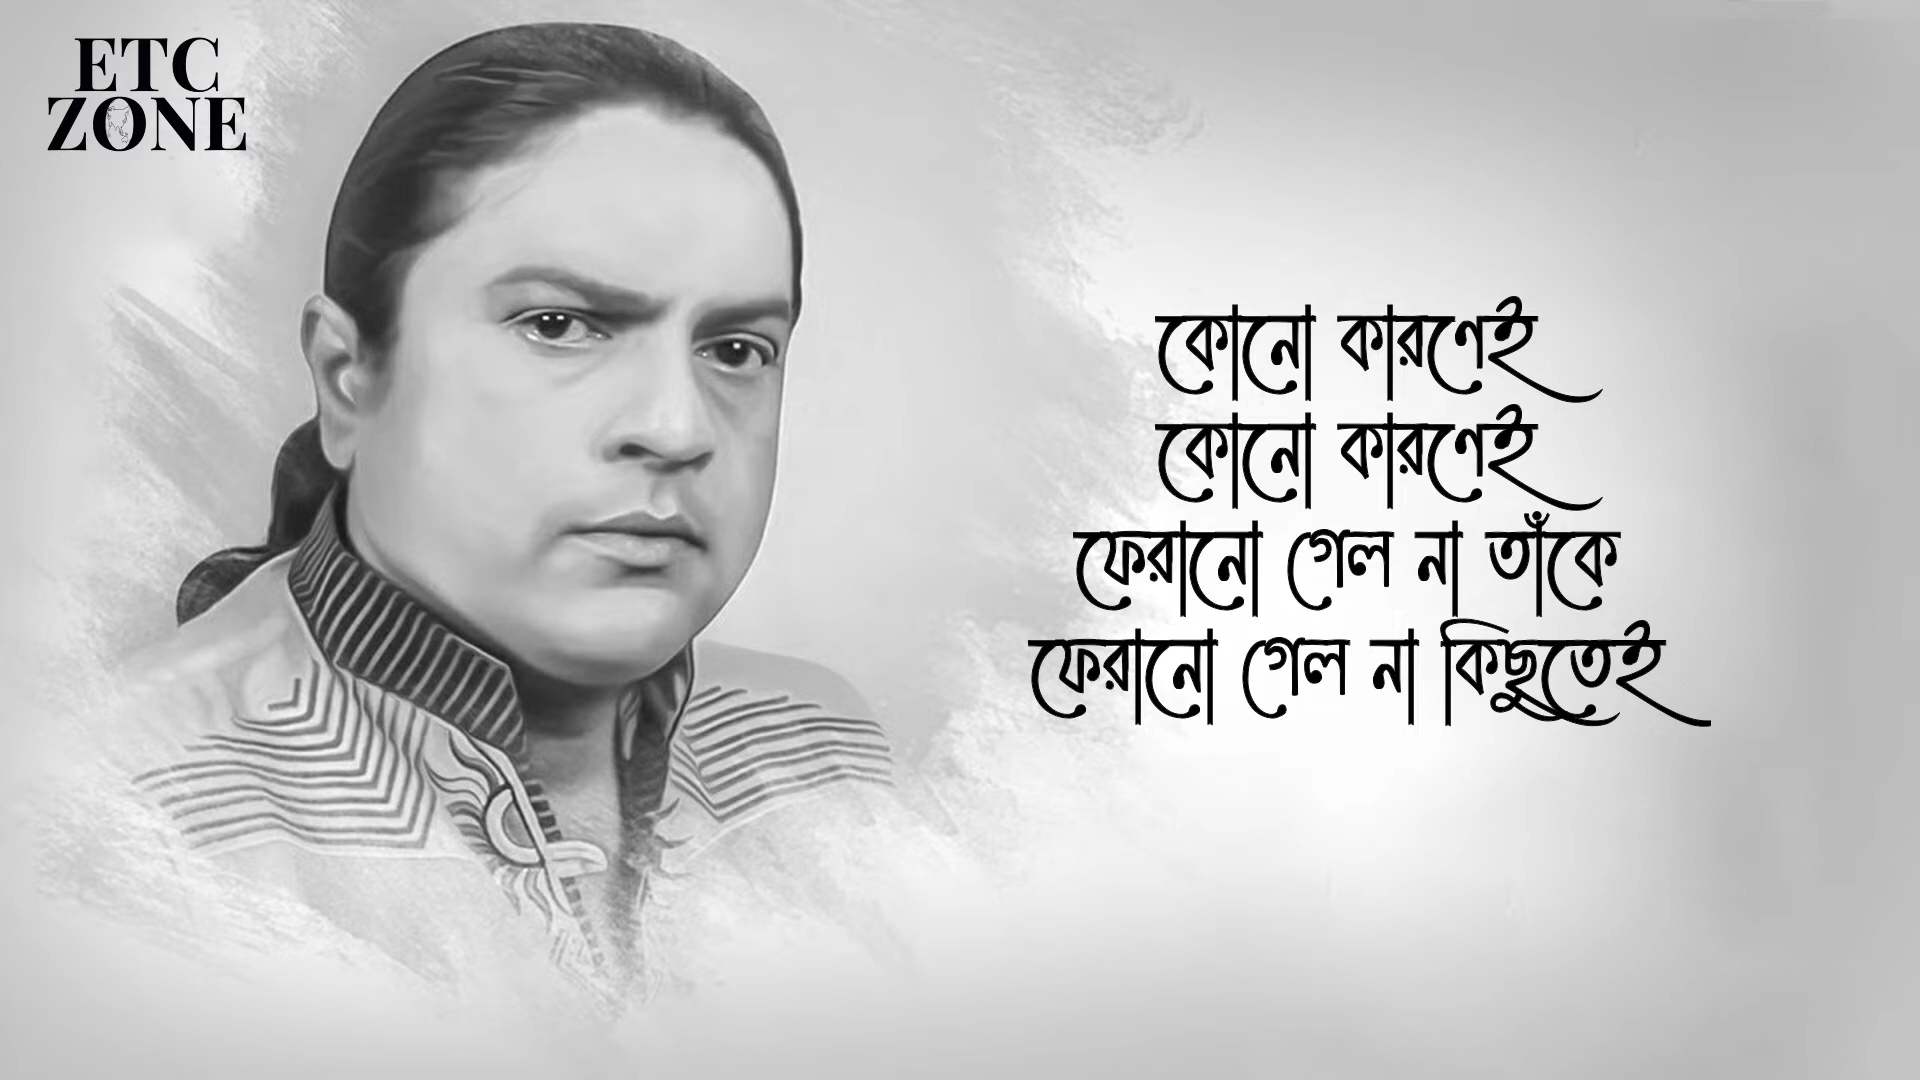 ETC
ZONE
কোনো কারণেই
কোনো কারণেই
ফেরানো গেল না তাঁকে
ফেরানো গেল না কিছুতেই